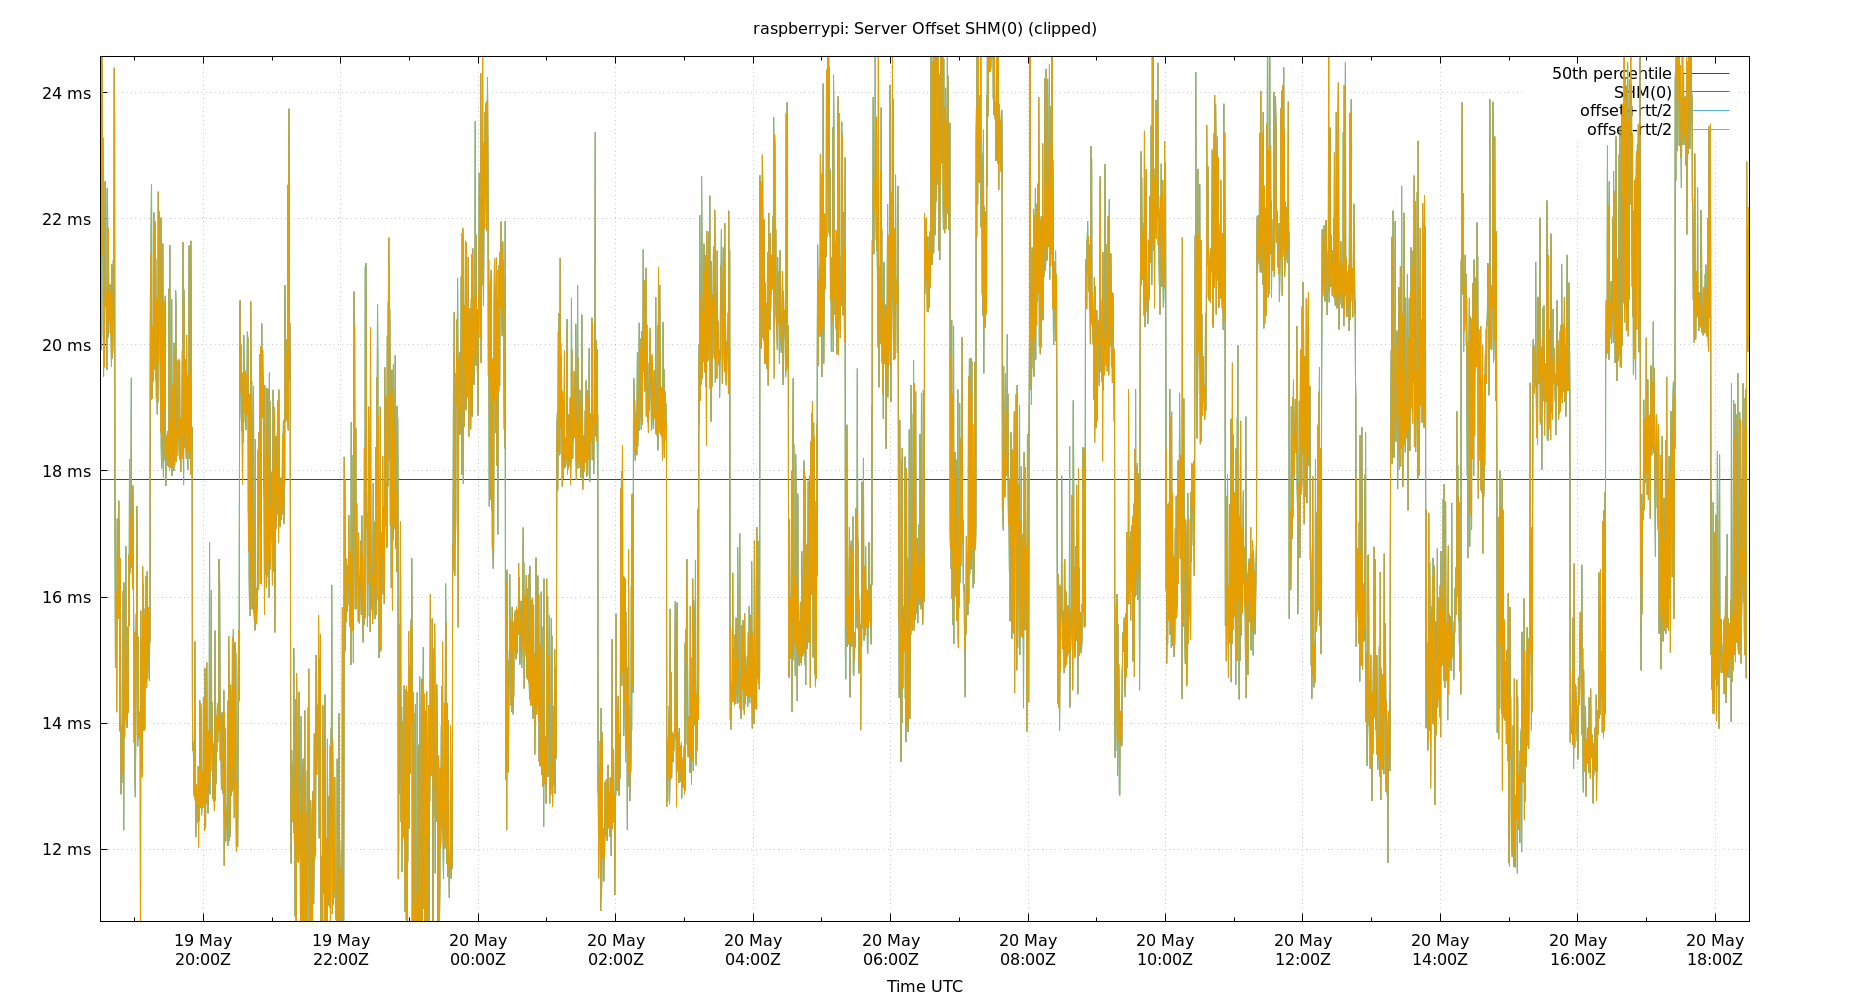 raspberrypi: Server Offset SHM(0) (clipped)
50th percentile
SHM(0)
offset+rtt/2
offset-rtt/2
24 ms
22 ms
20 ms
18 ms
16 ms
14 ms
12 ms
19 May 19 May 20 May 20 May 20 May 20 May 20 May 20 May 20 May 20 May 20 May 20 May
20:00Z 22:00Z 00:00Z 02:00Z 04:00Z 06:00Z 08:00Z 10:00Z 12:00Z 14:00Z 16:00Z 18:00Z
Time UTC